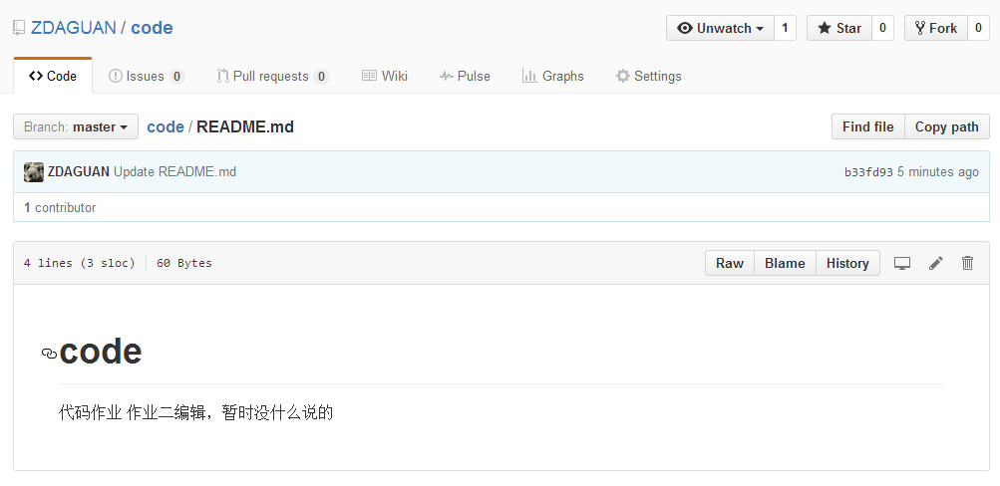 ZDAGUAN / code
Unwatch 1 Star 0 Fork 0
Code Issues 0 Pull requests 0 Wiki Pulse Graphs Settings
Branch: master code / README.md Find file Copy path
ZDAGUAN Update README.md b33fd93 5 minutes ago
1 contributor
4 lines (3 sloc) 60 Bytes Raw Blame History
code
代码作业 作业二编辑，暂时没什么说的